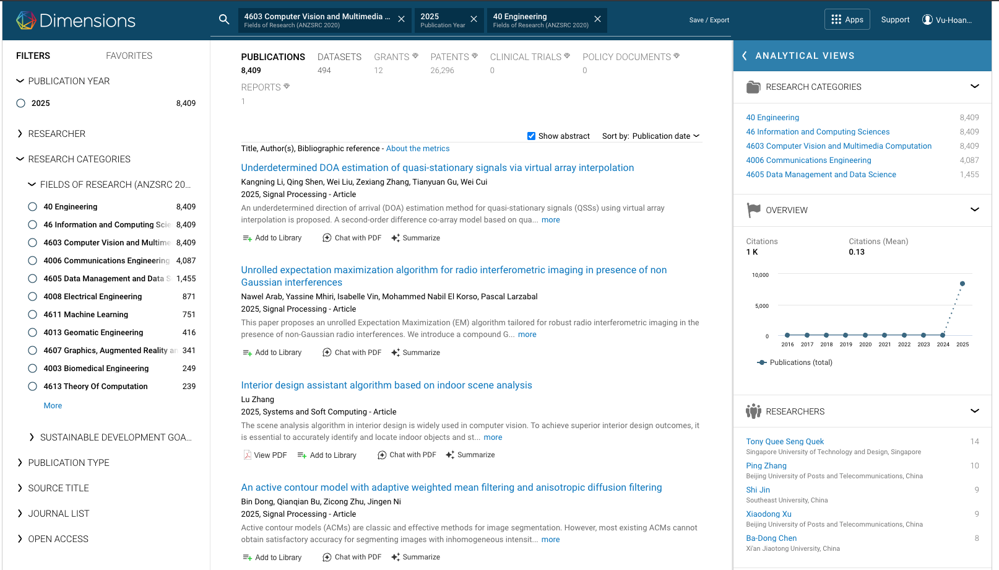 Dimensions
4603 Computer Vision and Multimedia ...
Fields of Research (ANZSRC 2020)
2025
Publication Year
40 Engineering
Fields of Research (ANZSRC 2020)
Save / Export
Apps
Support
Vu-Hoan...
FILTERS
FAVORITES
PUBLICATION YEAR
2025 8,409
RESEARCHER
RESEARCH CATEGORIES
FIELDS OF RESEARCH (ANZSRC 20...
40 Engineering 8,409
46 Information and Computing Scie 8,409
4603 Computer Vision and Multime 8,409
4006 Communications Engineering 4,087
4605 Data Management and Data S 1,455
4008 Electrical Engineering 871
4611 Machine Learning 751
4013 Geomatic Engineering 416
4607 Graphics, Augmented Reality an 341
4003 Biomedical Engineering 249
4613 Theory Of Computation 239
More
SUSTAINABLE DEVELOPMENT GOA...
PUBLICATION TYPE
SOURCE TITLE
JOURNAL LIST
OPEN ACCESS
PUBLICATIONS
8,409
DATASETS
494
GRANTS
12
PATENTS
26,296
CLINICAL TRIALS
0
POLICY DOCUMENTS
0
REPORTS
1
Show abstract
Sort by: Publication date
Title, Author(s), Bibliographic reference - About the metrics
Underdetermined DOA estimation of quasi-stationary signals via virtual array interpolation
Kangning Li, Qing Shen, Wei Liu, Zexiang Zhang, Tianyuan Gu, Wei Cui
2025, Signal Processing - Article
An underdetermined direction of arrival (DOA) estimation method for quasi-stationary signals (QSSs) using virtual array
interpolation is proposed. A second-order difference co-array model based on qua... more
Add to Library Chat with PDF Summarize
Unrolled expectation maximization algorithm for radio interferometric imaging in presence of non
Gaussian interferences
Nawel Arab, Yassine Mhiri, Isabelle Vin, Mohammed Nabil El Korso, Pascal Larzabal
2025, Signal Processing - Article
This paper proposes an unrolled Expectation Maximization (EM) algorithm tailored for robust radio interferometric imaging in the
presence of non-Gaussian radio interferences. We introduce a compound G... more
Add to Library Chat with PDF Summarize
Interior design assistant algorithm based on indoor scene analysis
Lu Zhang
2025, Systems and Soft Computing - Article
The scene analysis algorithm in interior design is widely used in computer vision. To achieve superior interior design outcomes, it
is essential to accurately identify and locate indoor objects and st... more
View PDF Add to Library Chat with PDF Summarize
An active contour model with adaptive weighted mean filtering and anisotropic diffusion filtering
Bin Dong, Qianqian Bu, Zicong Zhu, Jingen Ni
2025, Signal Processing - Article
Active contour models (ACMs) are classic and effective methods for image segmentation. However, most existing ACMs cannot
obtain satisfactory accuracy for segmenting images with inhomogeneous intensit... more
Add to Library Chat with PDF Summarize
ANALYTICAL VIEWS
RESEARCH CATEGORIES
40 Engineering 8,409
46 Information and Computing Sciences 8,409
4603 Computer Vision and Multimedia Computation 8,409
4006 Communications Engineering 4,087
4605 Data Management and Data Science 1,455
OVERVIEW
Citations
1 K
Citations (Mean)
0.13
10,000
5,000
0
2016 2017 2018 2019 2020 2021 2022 2023 2024 2025
Publications (total)
RESEARCHERS
Tony Quee Seng Quek 14
Singapore University of Technology and Design, Singapore
Ping Zhang 10
Beijing University of Posts and Telecommunications, China
Shi Jin 9
Southeast University, China
Xiaodong Xu 9
Beijing University of Posts and Telecommunications, China
Ba-Dong Chen 8
Xi'an Jiaotong University, China